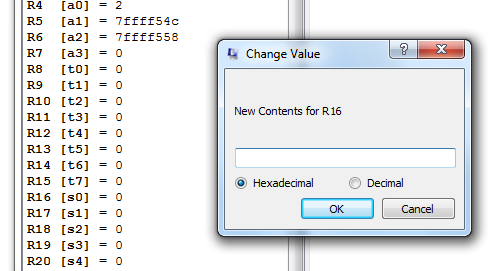 R4 [a0] = 2
R5 [a1] = 7ffff54c
R6 [a2] = 7ffff558
R7 [a3] = 0
R8 [t0] = 0
R9 [t1] = 0
R10 [t2] = 0
R11 [t3] = 0
R12 [t4] = 0
R13 [t5] = 0
R14 [t6] = 0
R15 [t7] = 0
R16 [s0] = 0
R17 [s1] = 0
R18 [s2] = 0
R19 [s3] = 0
R20 [s4] = 0
Change Value
?
New Contents for R16
Hexadecimal
Decimal
OK
Cancel